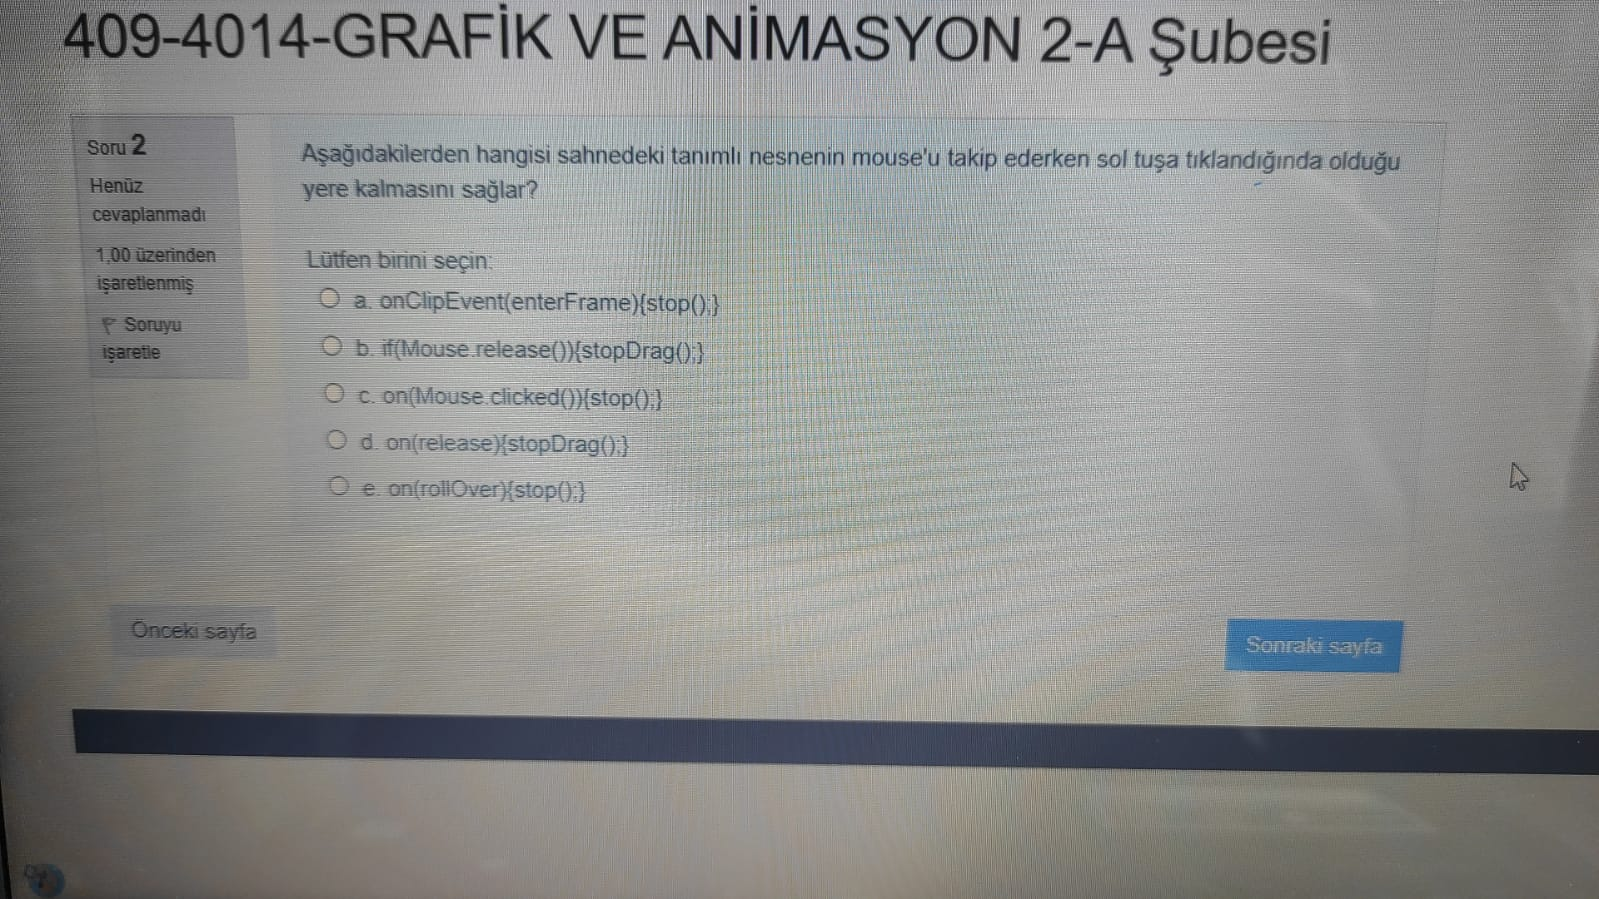 409-4014-GRAFİK VE ANİMASYON 2-A Şubesi
Soru 2
Henüz
cevaplanmadı
1,00 üzerinden
işaretlenmiş
Soruyu
işaretle
Aşağıdakilerden hangisi sahnedeki tanımlı nesnenin mouse'u takip ederken sol tuşa tıklandığında olduğu
yere kalmasını sağlar?
Lütfen birini seçin:
a. onClipEvent(enterFrame){stop();}
b. if(Mouse.release()){stopDrag();}
c. on(Mouse.clicked()){stop();}
d. on(release){stopDrag();}
e. on(rollOver){stop();}
Önceki sayfa
Sonraki sayfa